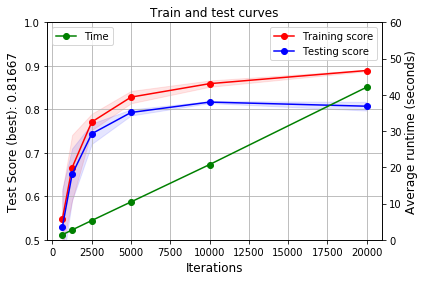 Train and test curves
Time
Training score
Testing score
Test Score (best): 0.81667
1.0
0.9
0.8
0.7
0.6
0.5
60
50
40
30
20
10
0
Average runtime (seconds)
0 2500 5000 7500 10000 12500 15000 17500 20000
Iterations